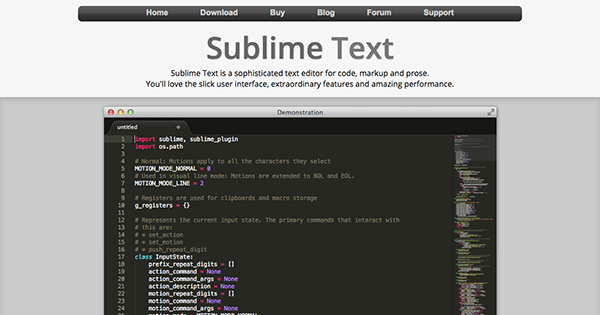 Home Download Buy Blog Forum Support
Sublime Text
Sublime Text is a sophisticated text editor for code, markup and prose.
You'll love the slick user interface, extraordinary features and amazing performance.
Demonstration
untitled
1 import sublime, sublime_plugin
2 import os.path
3
4 # Normal: Motions apply to all the characters they select
5 MOTION_MODE_NORMAL = 0
6 # Used in visual line mode: Motions are extended to BOL and EOL.
7 MOTION_MODE_LINE = 2
8
9 # Registers are used for clipboards and macro storage
10 g_registers = {}
11
12 # Represents the current input state. The primary commands that interact with
13 # this are:
14 # * set_action
15 # * set_motion
16 # * push_repeat_digit
17 class InputState:
18 prefix_repeat_digits = []
19 action_command = None
20 action_command_args = None
21 action_description = None
22 motion_repeat_digits = []
23 motion_command = None
24 motion_command_args = None
25 motion_mode = MOTION_MODE_NORMAL